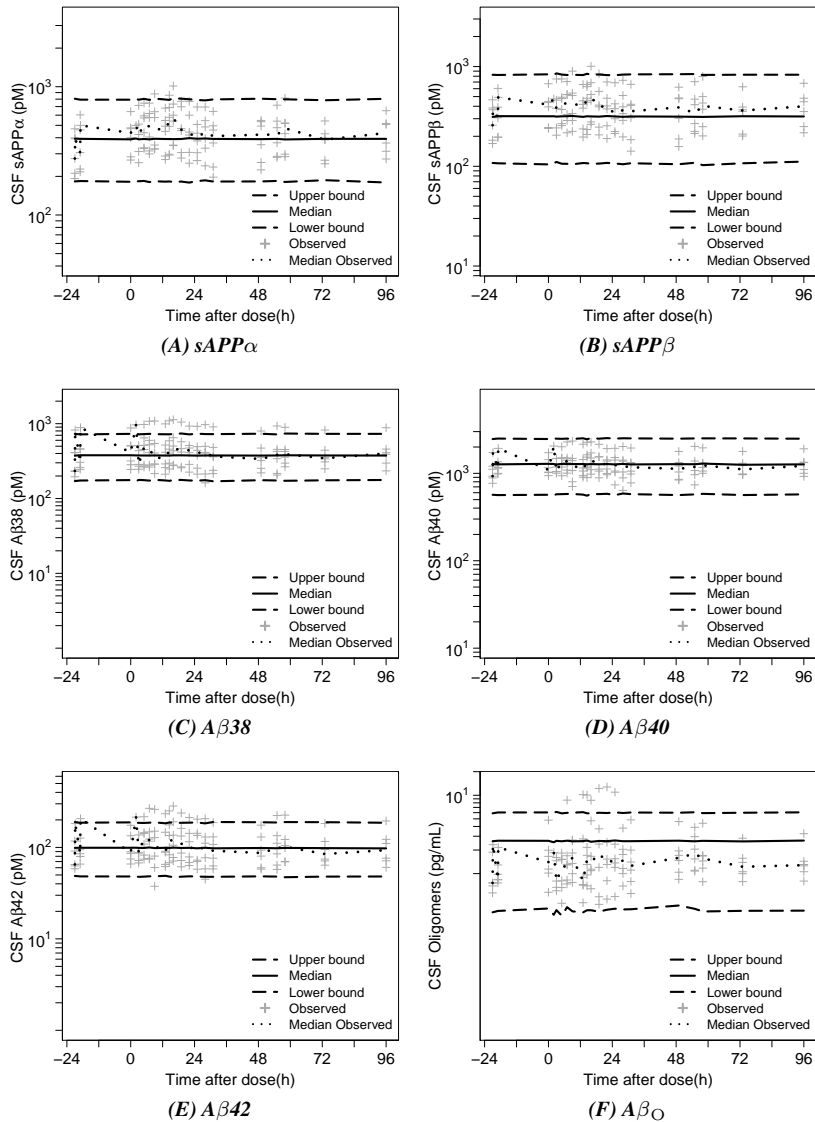 CSF sAPPα (pM)
10³
10²
Upper bound
Median
Lower bound
Observed
Median Observed
−24 0 24 48 72 96
Time after dose(h)
(A) sAPPα
CSF sAPPβ (pM)
10³
10²
10¹
Upper bound
Median
Lower bound
Observed
Median Observed
−24 0 24 48 72 96
Time after dose(h)
(B) sAPPβ
CSF Aβ38 (pM)
10³
10²
10¹
Upper bound
Median
Lower bound
Observed
Median Observed
−24 0 24 48 72 96
Time after dose(h)
(C) Aβ38
CSF Aβ40 (pM)
10³
10²
10¹
Upper bound
Median
Lower bound
Observed
Median Observed
−24 0 24 48 72 96
Time after dose(h)
(D) Aβ40
CSF Aβ42 (pM)
10²
10¹
Upper bound
Median
Lower bound
Observed
Median Observed
−24 0 24 48 72 96
Time after dose(h)
(E) Aβ42
CSF Oligomers (pg/mL)
10¹
Upper bound
Median
Lower bound
Observed
Median Observed
−24 0 24 48 72 96
Time after dose(h)
(F) Aβ_O